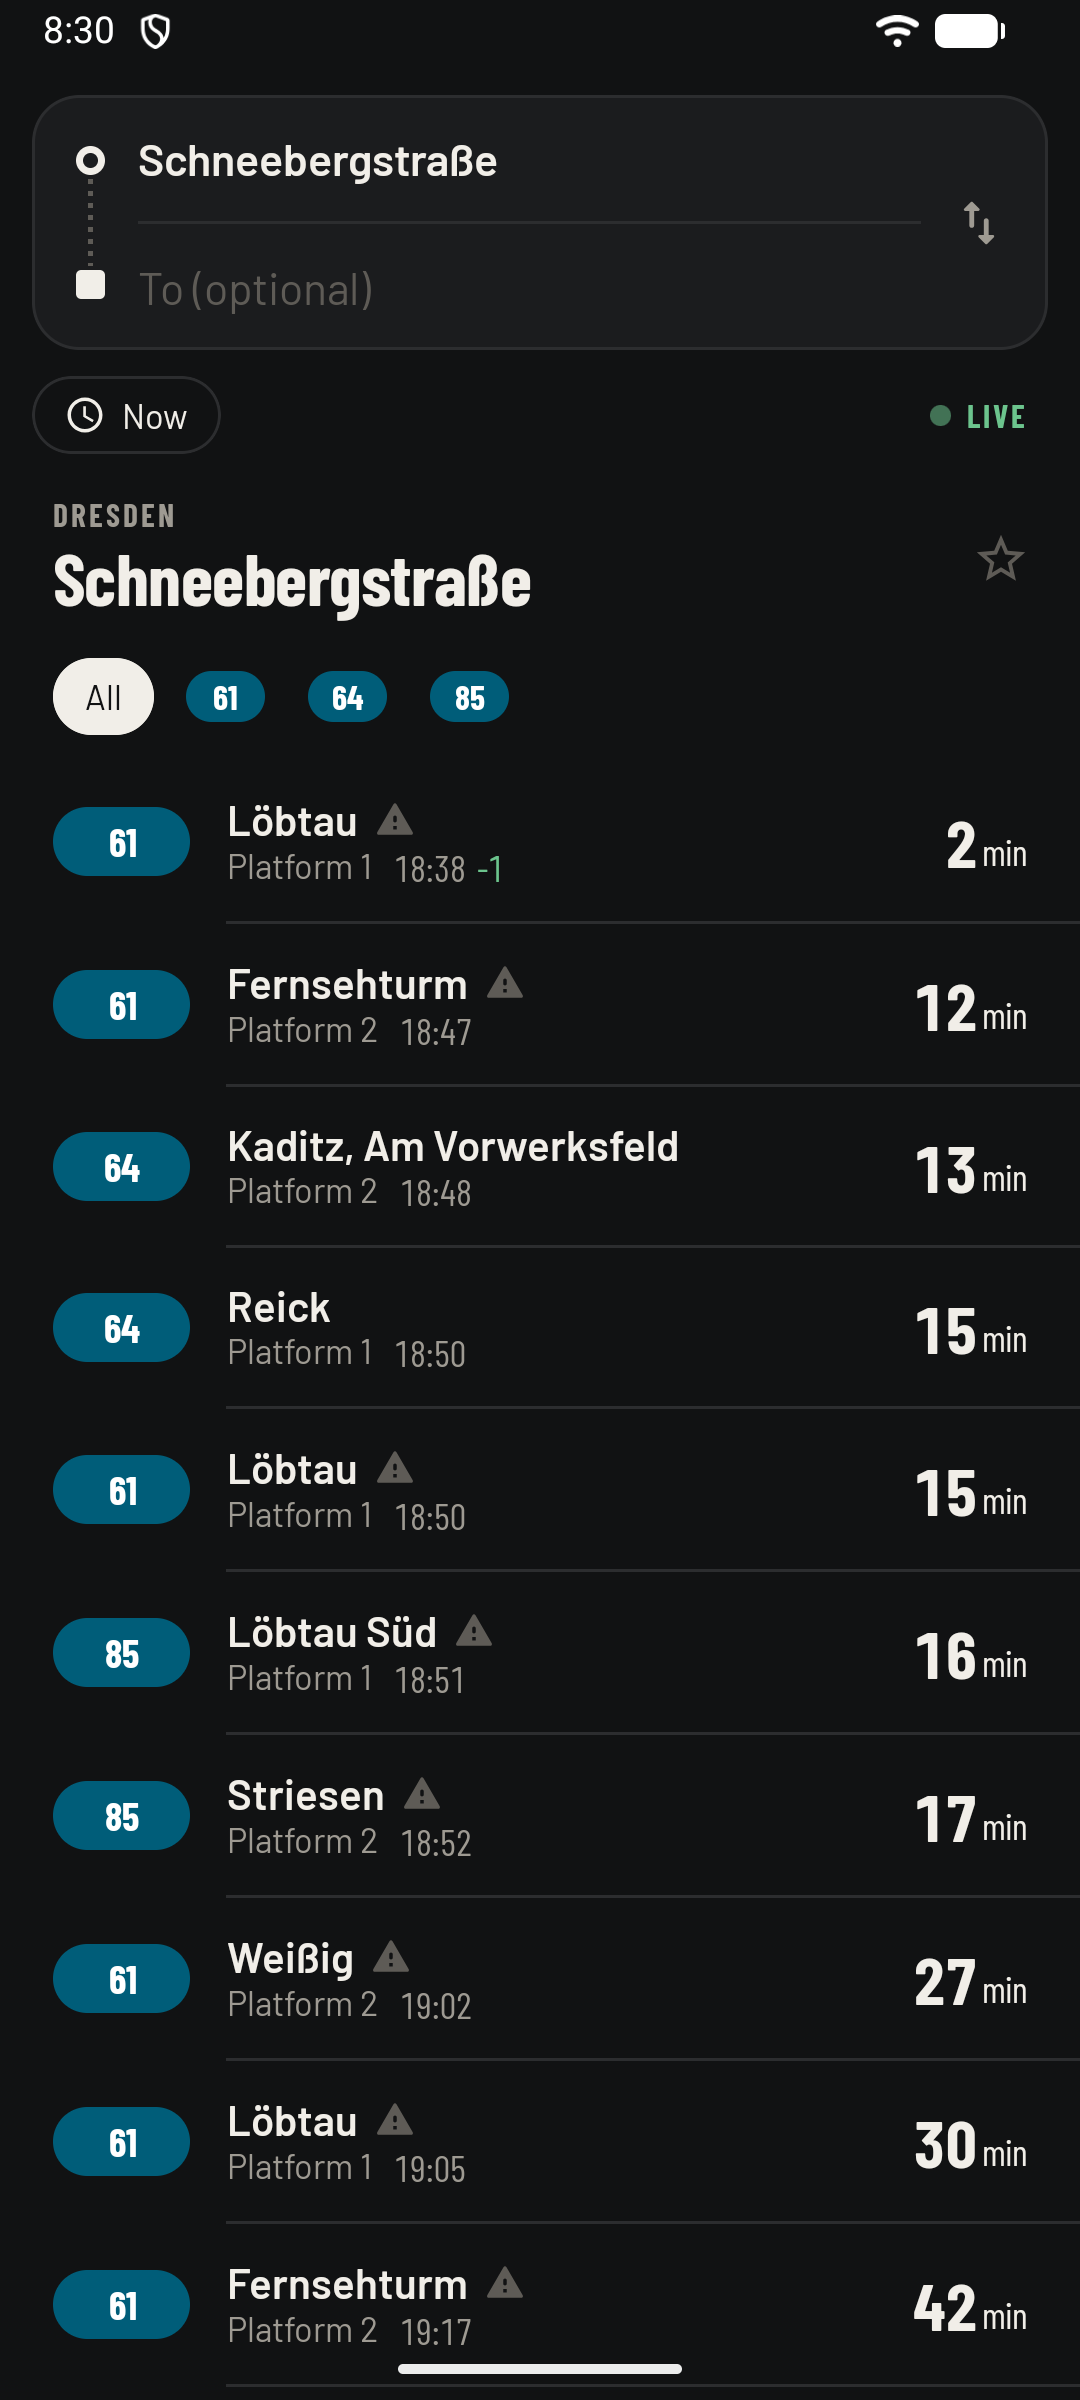 8:30
Schneebergstraße
To (optional)
Now
LIVE
DRESDEN
Schneebergstraße
All 61 64 85
61 Löbtau 2 min
Platform 1 18:38 -1
61 Fernsehturm 12 min
Platform 2 18:47
64 Kaditz, Am Vorwerksfeld 13 min
Platform 2 18:48
64 Reick 15 min
Platform 1 18:50
61 Löbtau 15 min
Platform 1 18:50
85 Löbtau Süd 16 min
Platform 1 18:51
85 Striesen 17 min
Platform 2 18:52
61 Weißig 27 min
Platform 2 19:02
61 Löbtau 30 min
Platform 1 19:05
61 Fernsehturm 42 min
Platform 2 19:17